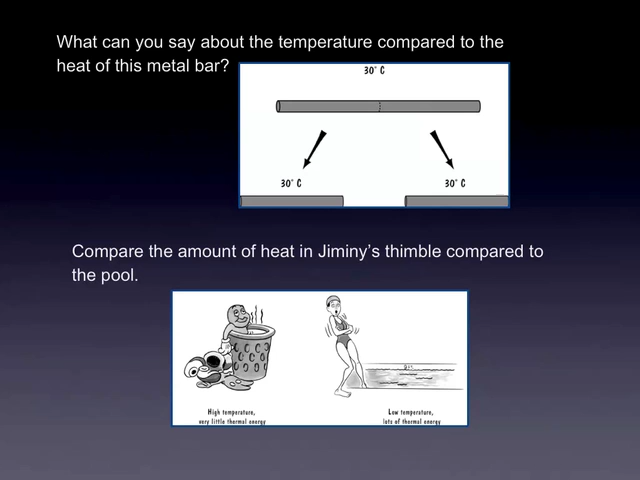 What can you say about the temperature compared to the
heat of this metal bar?
30° C
30° C
30° C
Compare the amount of heat in Jiminy's thimble compared to
the pool.
High temperature,
very little thermal energy
Low temperature,
lots of thermal energy